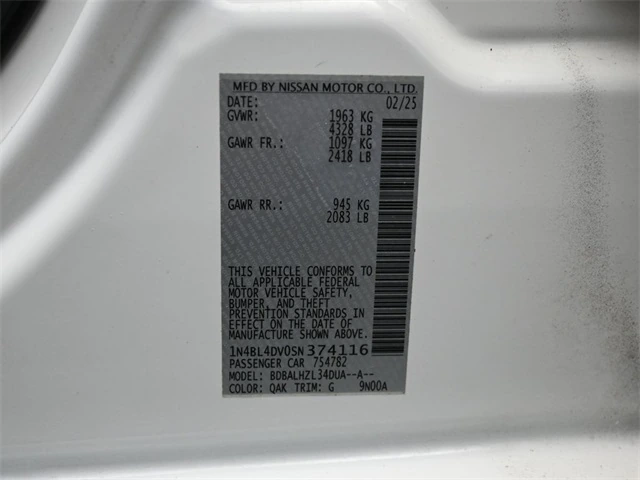 MFD BY NISSAN MOTOR CO., LTD.
DATE: 02/25
GVWR: 1963 KG
4328 LB
GAWR FR.: 1097 KG
2418 LB
GAWR RR.: 945 KG
2083 LB
THIS VEHICLE CONFORMS TO
ALL APPLICABLE FEDERAL
MOTOR VEHICLE SAFETY,
BUMPER, AND THEFT
PREVENTION STANDARDS IN
EFFECT ON THE DATE OF
MANUFACTURE SHOWN ABOVE.
1N4BL4DV0SN374116
PASSENGER CAR 754782
MODEL: BDBALHZL34DUA--A--
COLOR: QAK TRIM: G 9N00A